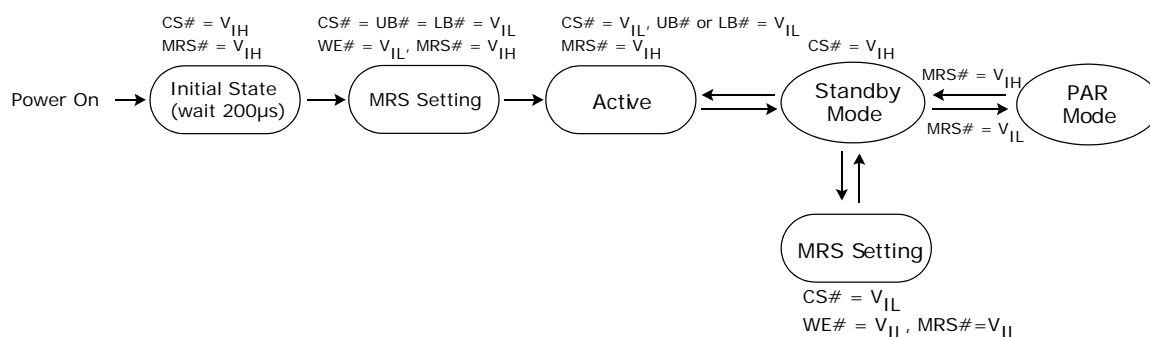 CS# = VIH
MRS# = VIH
CS# = UB# = LB# = VIL
WE# = VIL, MRS# = VIH
CS# = VIL, UB# or LB# = VIL
MRS# = VIH
CS# = VIH
Power On
Initial State
(wait 200µs)
MRS Setting
Active
Standby
Mode
MRS# = VIH
MRS# = VIL
PAR
Mode
MRS Setting
CS# = VIL
WE# = VIL, MRS#=VIL